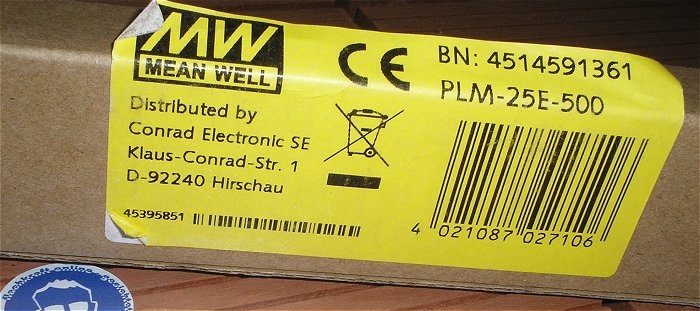 MW
MEAN WELL
Distributed by
Conrad Electronic SE
Klaus-Conrad-Str. 1
D-92240 Hirschau
45395851
CE
BN: 4514591361
PLM-25E-500
4 021087 027106